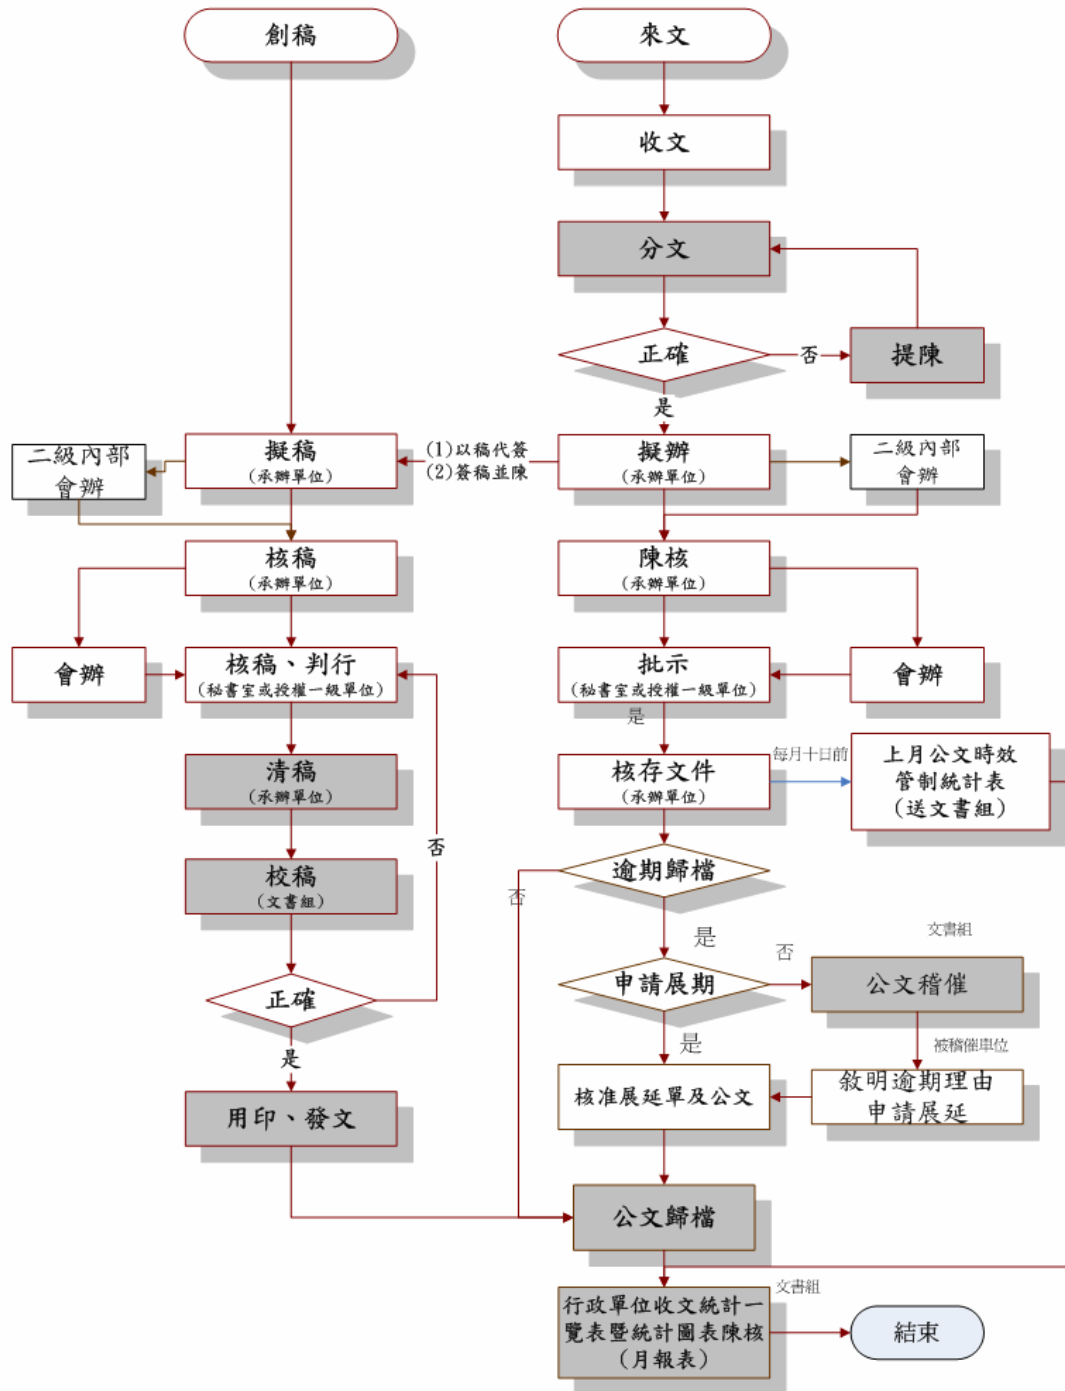 創稿
來文
收文
分文
正確
否
提陳
是
二級內部
會辦
擬稿
(承辦單位)
(1)以稿代簽
(2)簽稿並陳
擬辦
(承辦單位)
二級內部
會辦
核稿
(承辦單位)
陳核
(承辦單位)
會辦
核稿、判行
(秘書室或授權一級單位)
批示
(秘書室或授權一級單位)
會辦
是
清稿
(承辦單位)
核存文件
(承辦單位)
每月十日前
上月公文時效
管制統計表
(送文書組)
否
校稿
(文書組)
逾期歸檔
否
是
文書組
正確
申請展期
否
公文稽催
是
是
被稽催單位
用印、發文
核准展延單及公文
敘明逾期理由
申請展延
公文歸檔
文書組
行政單位收文統計一
覽表暨統計圖表陳核
(月報表)
結束